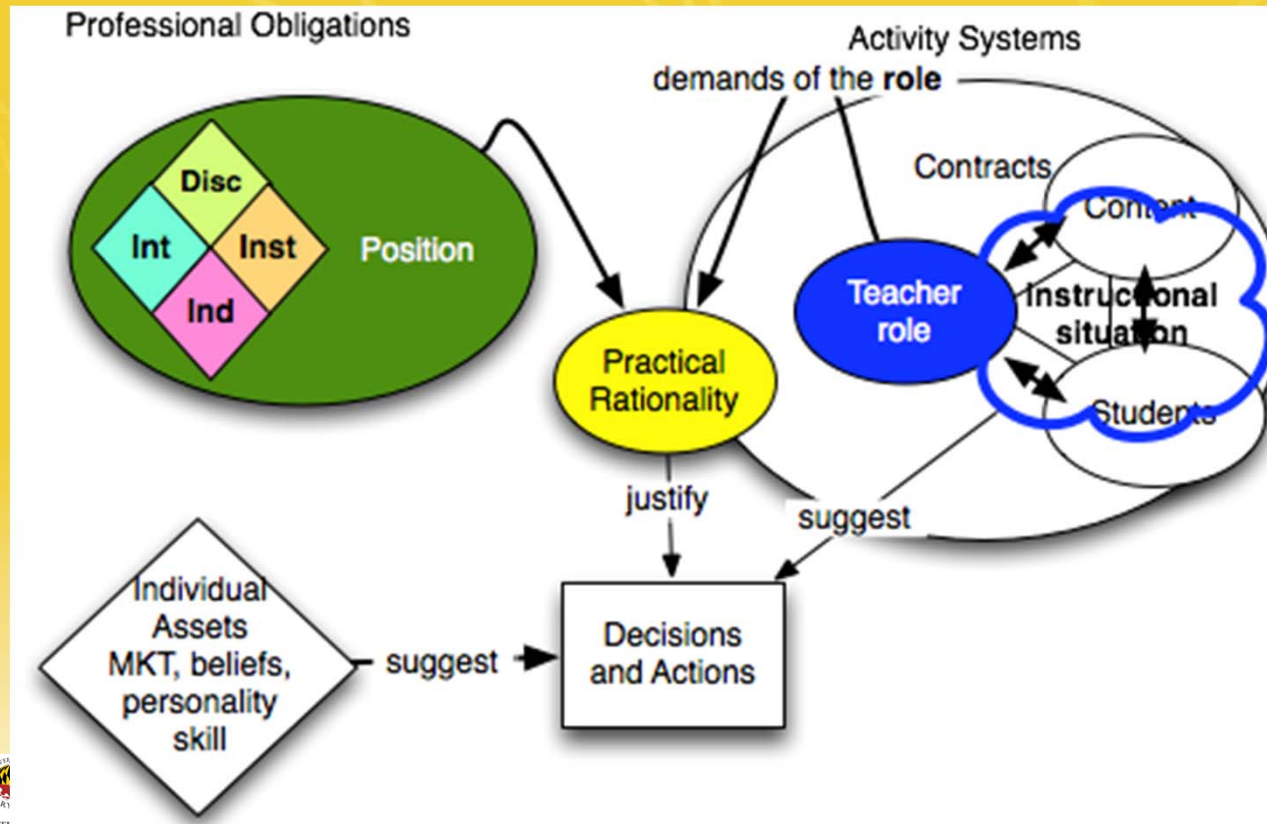 Professional Obligations
Activity Systems
demands of the role
Contracts
Content
Disc
Int
Inst
Position
Ind
Teacher
role
Instructional
situation
Students
Practical
Rationality
justify
suggest
Individual
Assets
MKT, beliefs,
personality
skill
suggest
Decisions
and Actions